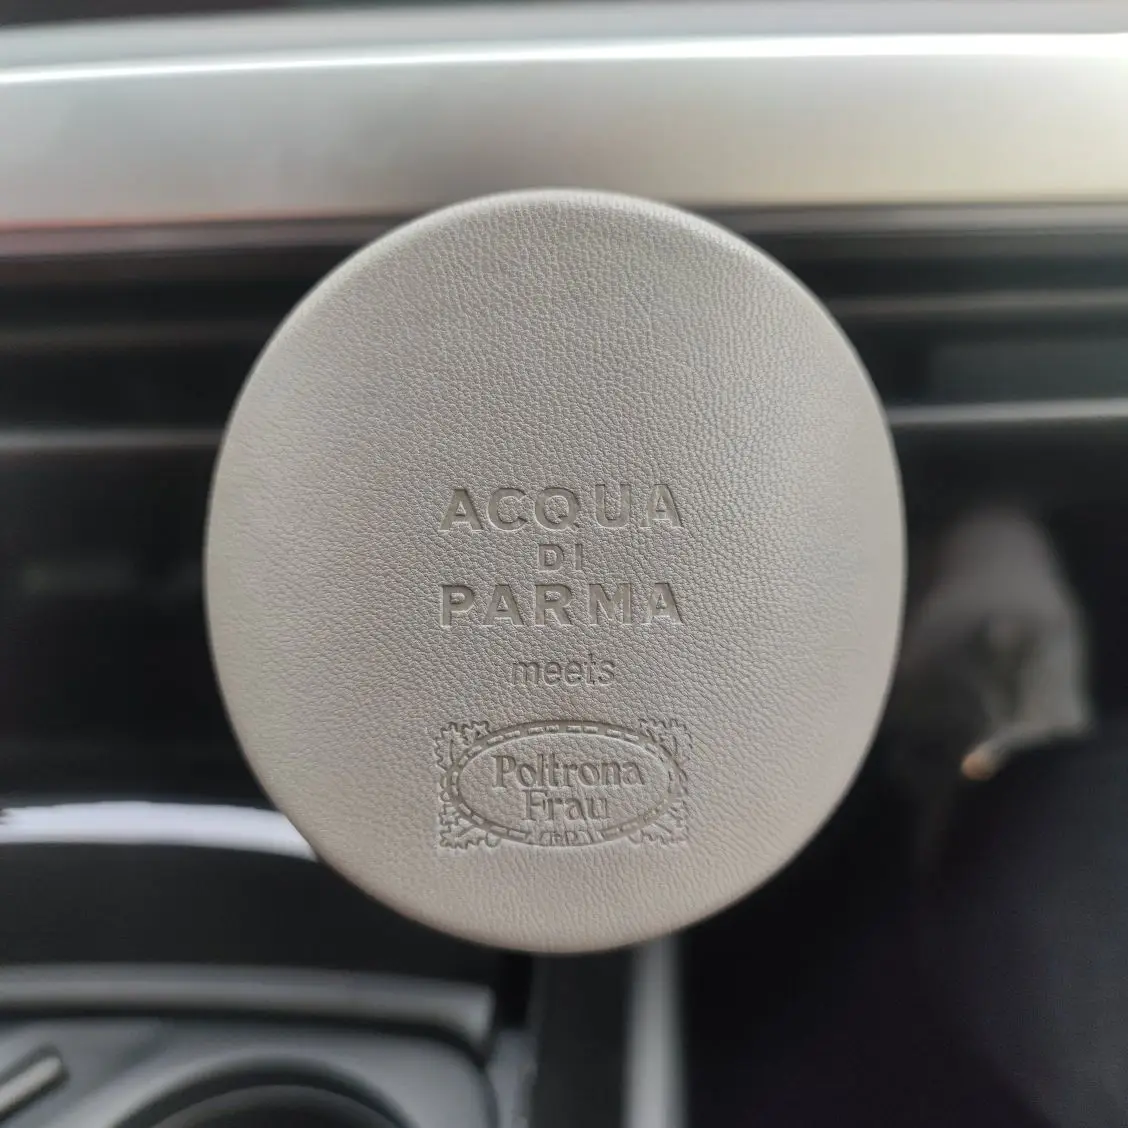 ACQUA
DI
PARMA
meets
Poltrona
Frau